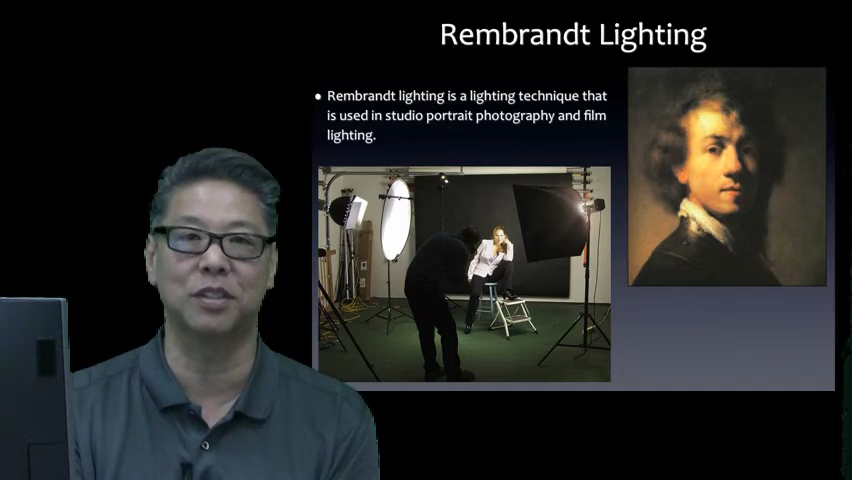 Rembrandt Lighting
• Rembrandt lighting is a lighting technique that
is used in studio portrait photography and film
lighting.